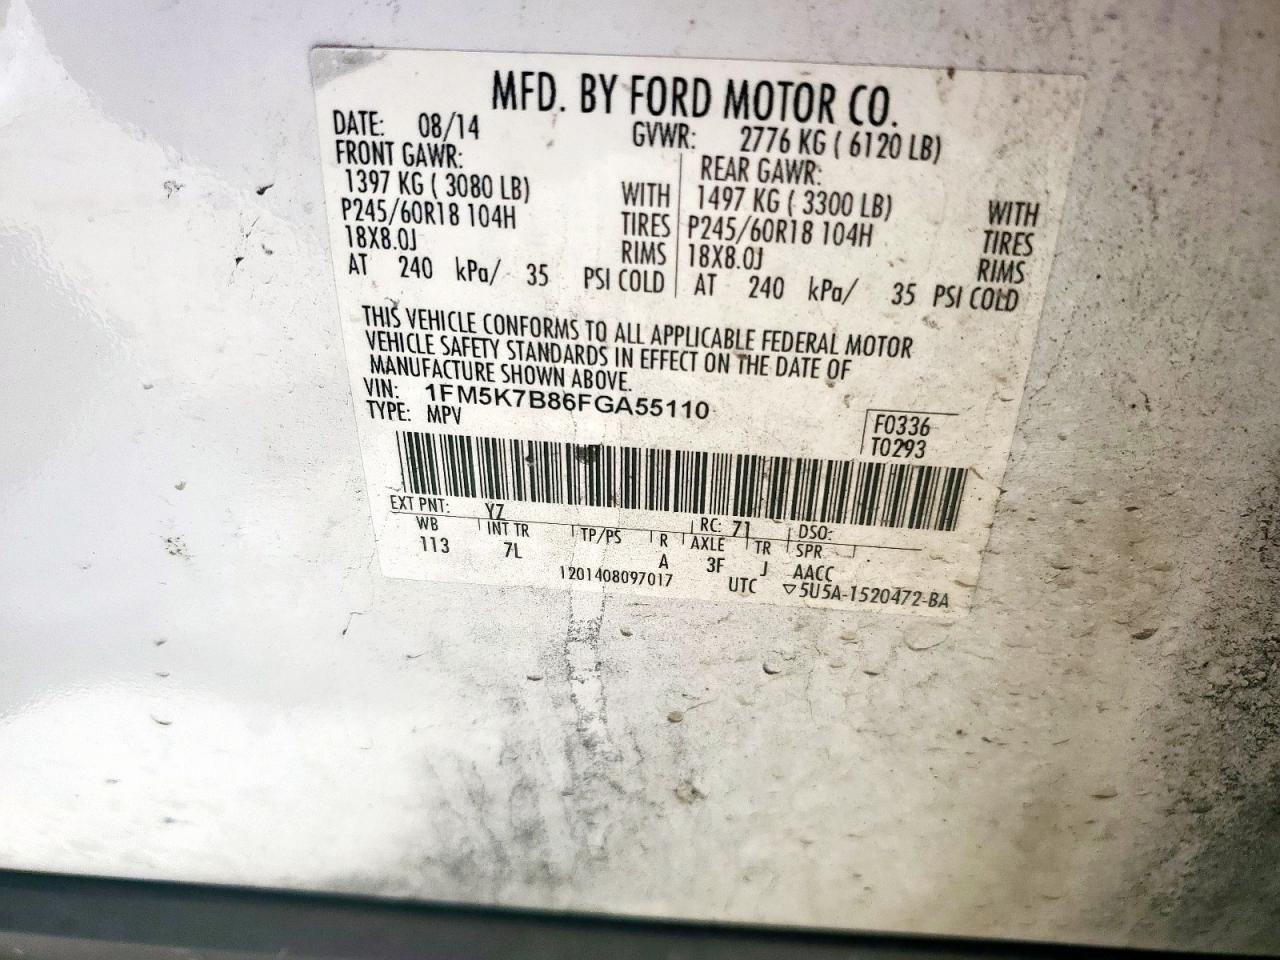 MFD. BY FORD MOTOR CO.
DATE: 08/14 GVWR: 2776 KG ( 6120 LB)
FRONT GAWR: REAR GAWR:
1397 KG ( 3080 LB) WITH 1497 KG ( 3300 LB) WITH
P245/60R18 104H TIRES P245/60R18 104H TIRES
18X8.0J RIMS 18X8.0J RIMS
AT 240 kPa/ 35 PSI COLD AT 240 kPa/ 35 PSI COLD
THIS VEHICLE CONFORMS TO ALL APPLICABLE FEDERAL MOTOR
VEHICLE SAFETY STANDARDS IN EFFECT ON THE DATE OF
MANUFACTURE SHOWN ABOVE.
VIN: 1FM5K7B86FGA55110
TYPE: MPV
F0336
T0293
EXT PNT: YZ RC: 71 DSO:
WB INT TR TP/PS R AXLE TR SPR
113 7L A 3F J AACC
1201408097017 UTC ▽5U5A-1520472-BA